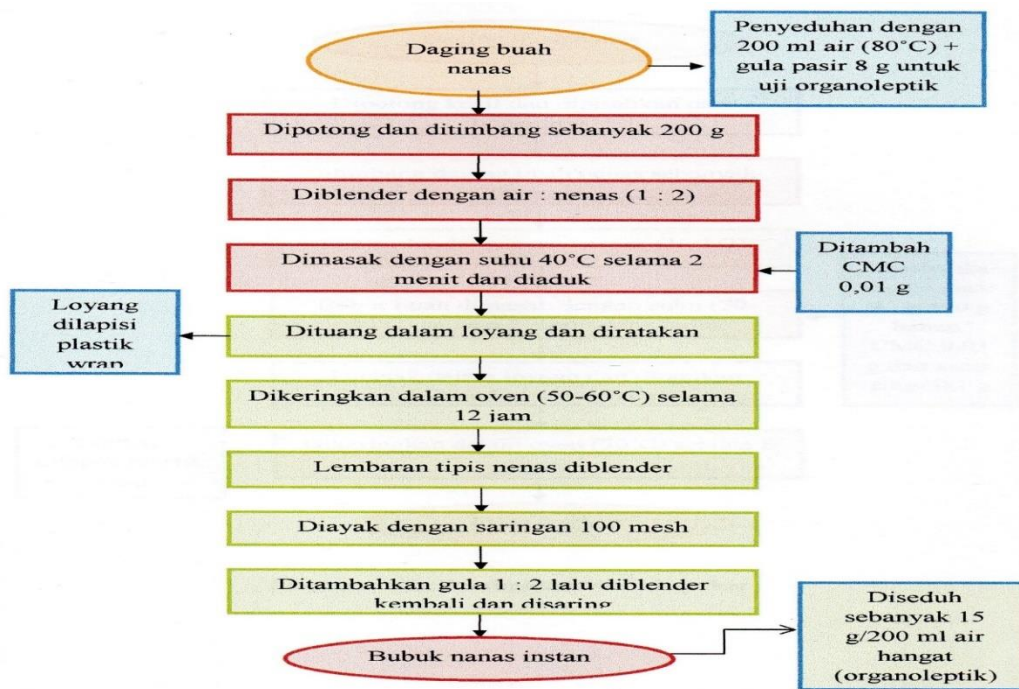 Daging buah
nanas
Penyeduhan dengan
200 ml air (80°C) +
gula pasir 8 g untuk
uji organoleptik
Dipotong dan ditimbang sebanyak 200 g
Diblender dengan air : nenas (1 : 2)
Dimasak dengan suhu 40°C selama 2
menit dan diaduk
Ditambah
CMC
0,01 g
Loyang
dilapisi
plastik
wrap
Dituang dalam loyang dan diratakan
Dikeringkan dalam oven (50-60°C) selama
12 jam
Lembaran tipis nenas diblender
Diayak dengan saringan 100 mesh
Ditambahkan gula 1 : 2 lalu diblender
kembali dan disaring
Bubuk nanas instan
Diseduh
sebanyak 15
g/200 ml air
hangat
(organoleptik)